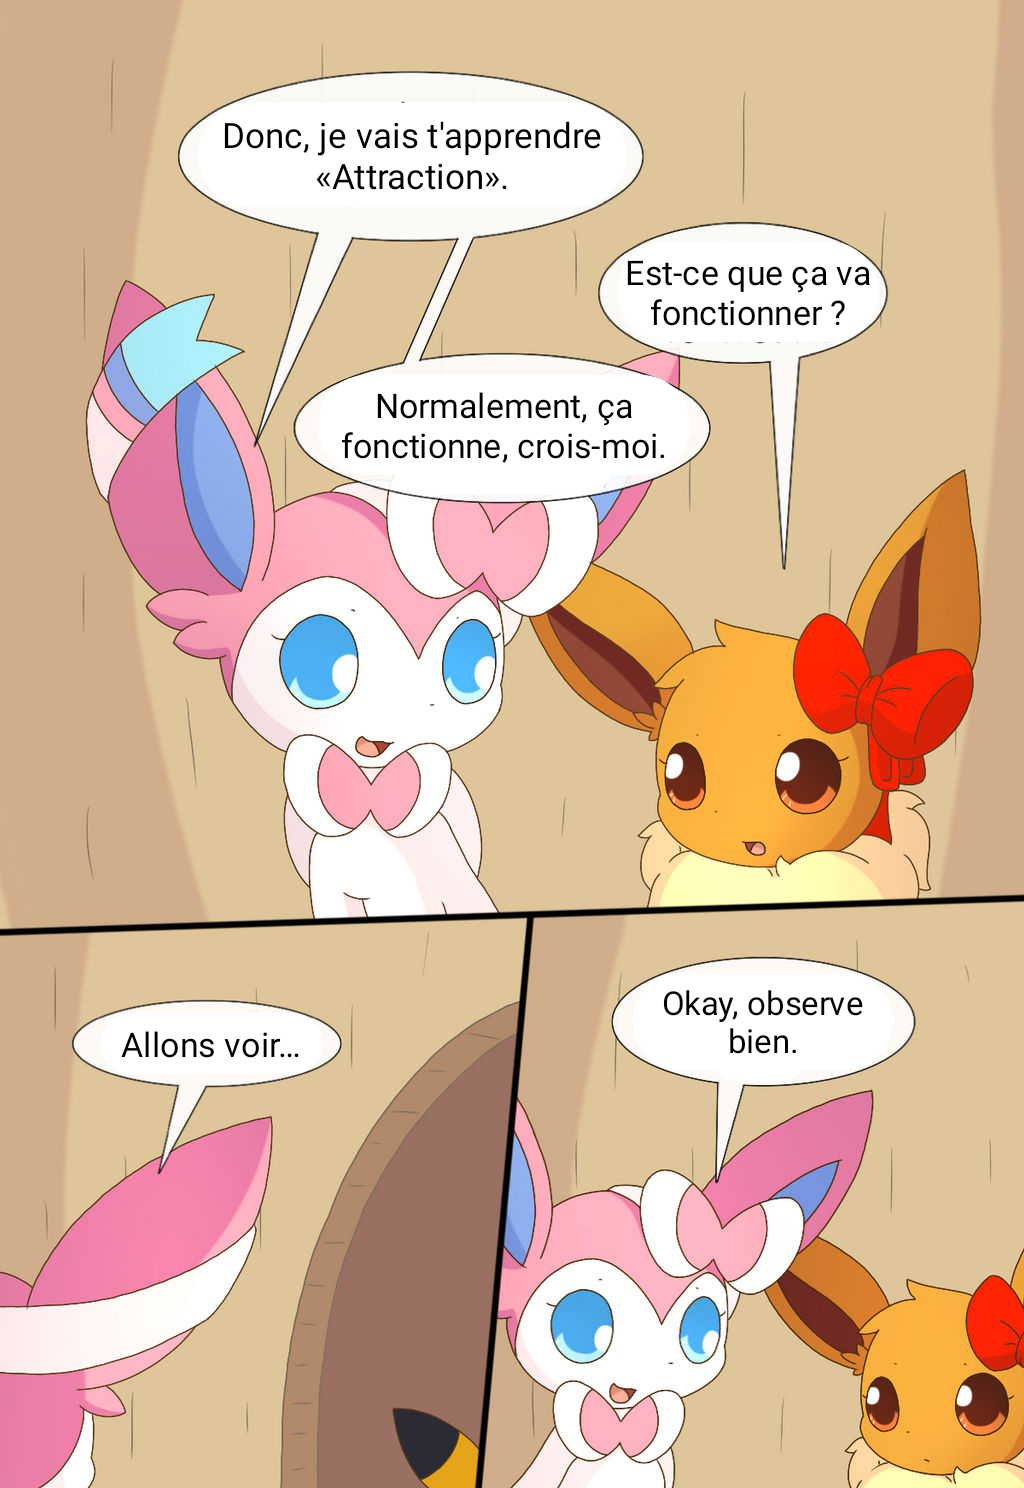 Donc, je vais t'apprendre
«Attraction».
Est-ce que ça va
fonctionner ?
Normalement, ça
fonctionne, crois-moi.
Allons voir...
Okay, observe
bien.